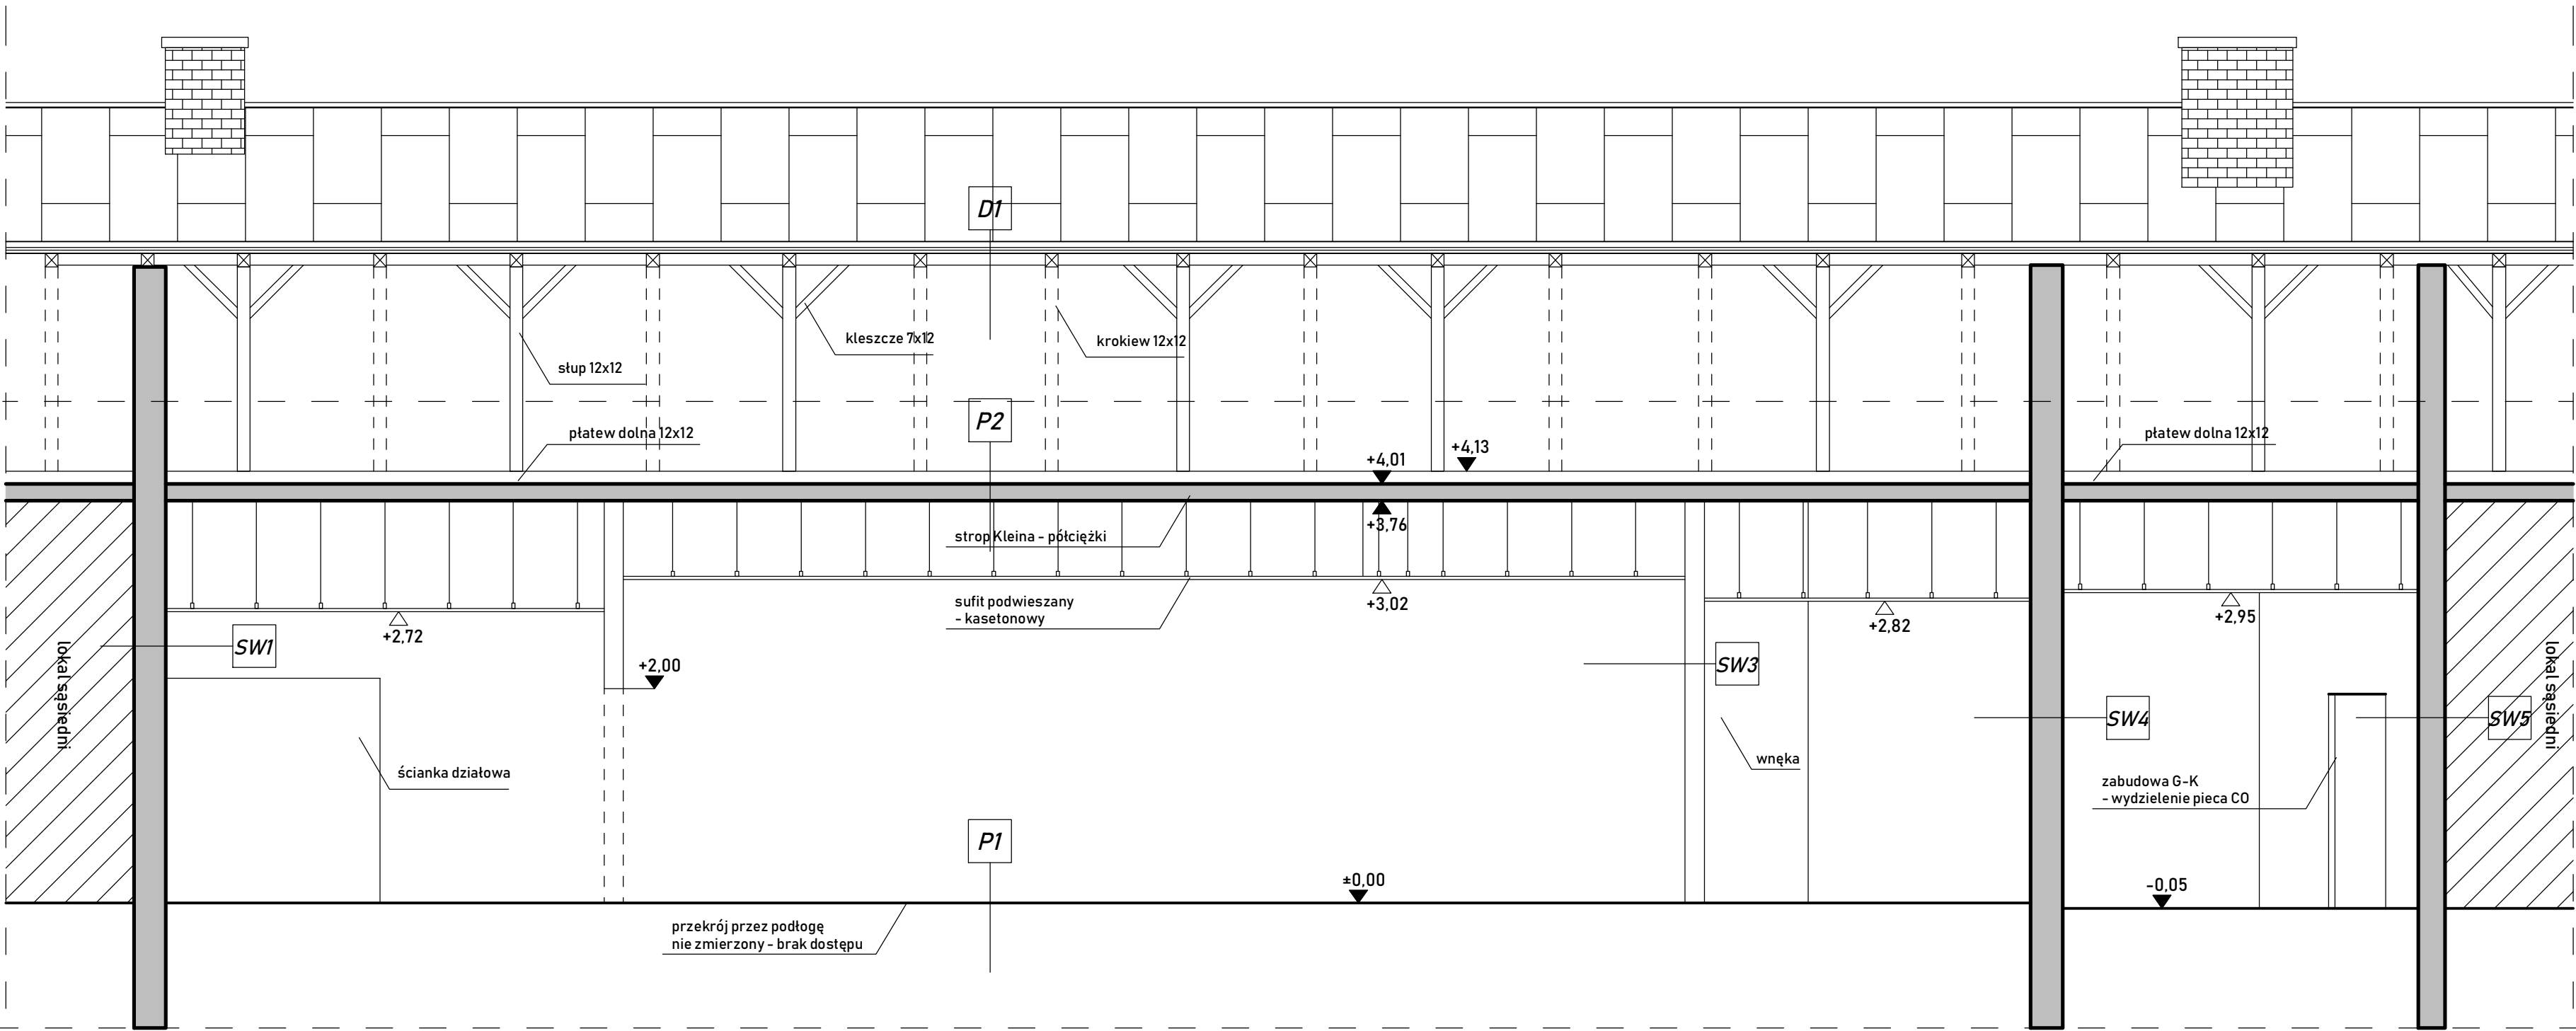 D1
kleszcze 7x12
krokiew 12x12
słup 12x12
P2
płatew dolna 12x12
płatew dolna 12x12
+4,01
+4,13
+3,76
strop Kleina - półciężki
sufit podwieszany
- kasetonowy
+3,02
+2,72
+2,82
+2,95
lokal sąsiedni
SW1
+2,00
SW3
SW4
SW5
lokal sąsiedni
ścianka działowa
wnęka
zabudowa G-K
- wydzielenie pieca CO
P1
±0,00
-0,05
przekrój przez podłogę
nie zmierzony - brak dostępu